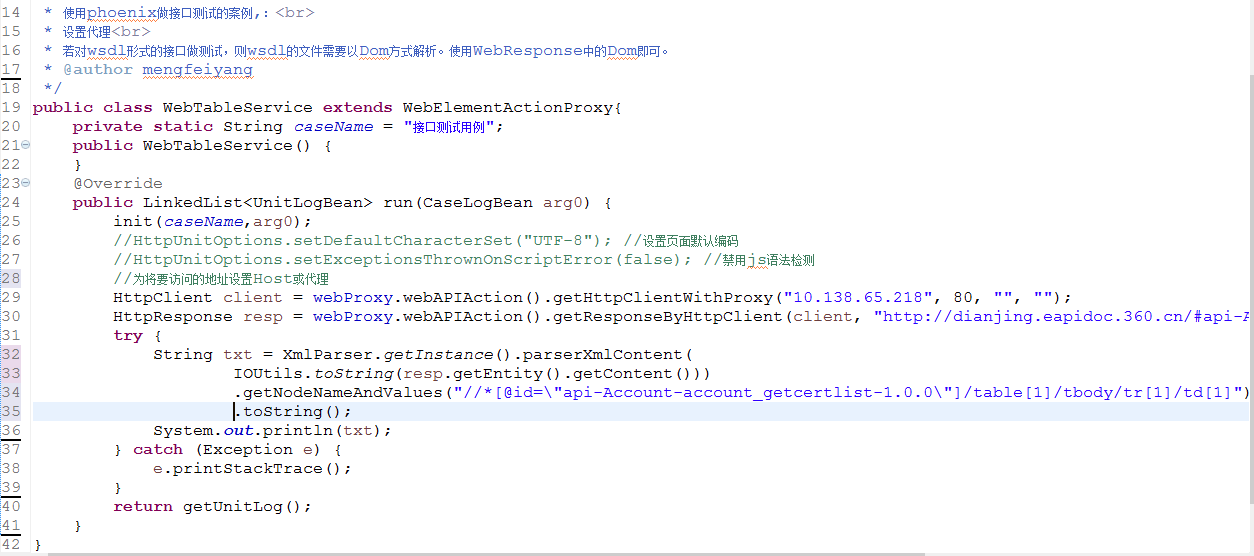 14  * 使用phoenix做接口测试的案例,：<br>
15  * 设置代理<br>
16  * 若对wsdl形式的接口做测试，则wsdl的文件需要以Dom方式解析。使用WebResponse中的Dom即可。
17  * @author mengfeiyang
18  */
19 public class WebTableService extends WebElementActionProxy{
20     private static String caseName = "接口测试用例";
21     public WebTableService() {
22     }
23     @Override
24     public LinkedList<UnitLogBean> run(CaseLogBean arg0) {
25         init(caseName,arg0);
26         //HttpUnitOptions.setDefaultCharacterSet("UTF-8"); //设置页面默认编码
27         //HttpUnitOptions.setExceptionsThrownOnScriptError(false); //禁用js语法检测
28         //为将要访问的地址设置Host或代理
29         HttpClient client = webProxy.webAPIAction().getHttpClientWithProxy("10.138.65.218", 80, "", "");
30         HttpResponse resp = webProxy.webAPIAction().getResponseByHttpClient(client, "http://dianjing.eapidoc.360.cn/#api-A
31         try {
32             String txt = XmlParser.getInstance().parserXmlContent(
33                     IOUtils.toString(resp.getEntity().getContent()))
34                     .getNodeNameAndValues("//*[@id=\"api-Account-account_getcertlist-1.0.0\"]/table[1]/tbody/tr[1]/td[1]")
35                     .toString();
36             System.out.println(txt);
37         } catch (Exception e) {
38             e.printStackTrace();
39         }
40         return getUnitLog();
41     }
42 }